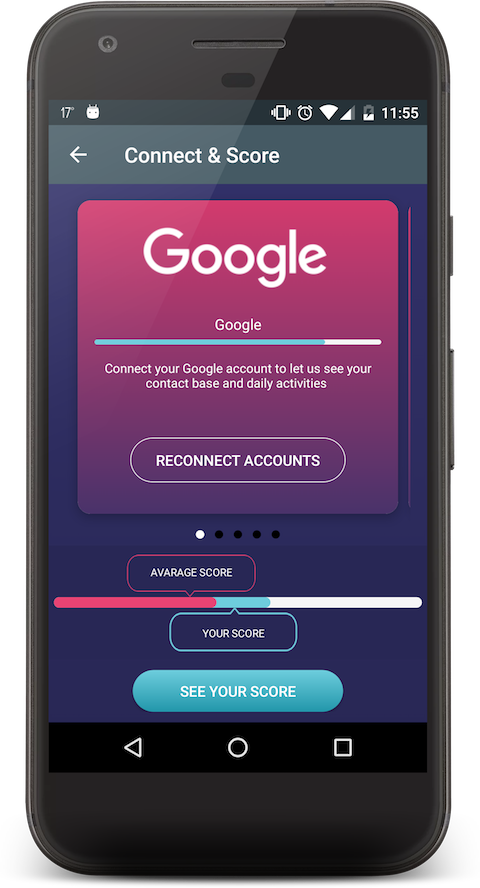 17°
11:55
Connect & Score
Google
Google
Connect your Google account to let us see your
contact base and daily activities
RECONNECT ACCOUNTS
AVARAGE SCORE
YOUR SCORE
SEE YOUR SCORE